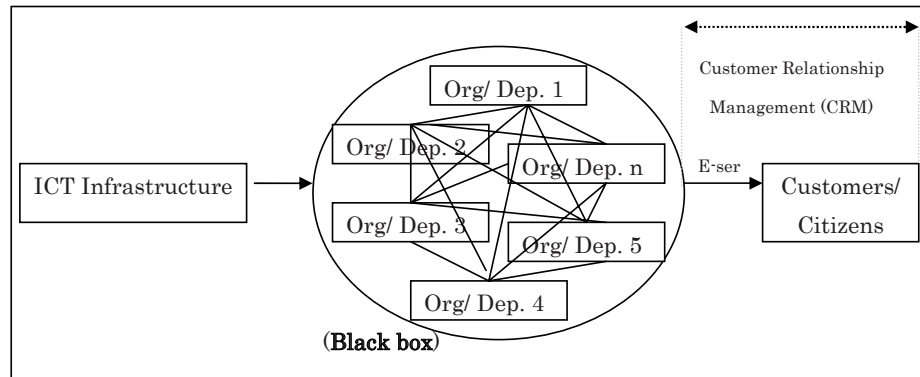 Customer Relationship
Management (CRM)
Org/ Dep. 1
Org/ Dep. 2
Org/ Dep. n
E-ser
ICT Infrastructure
Customers/
Citizens
Org/ Dep. 3
Org/ Dep. 5
Org/ Dep. 4
(Black box)